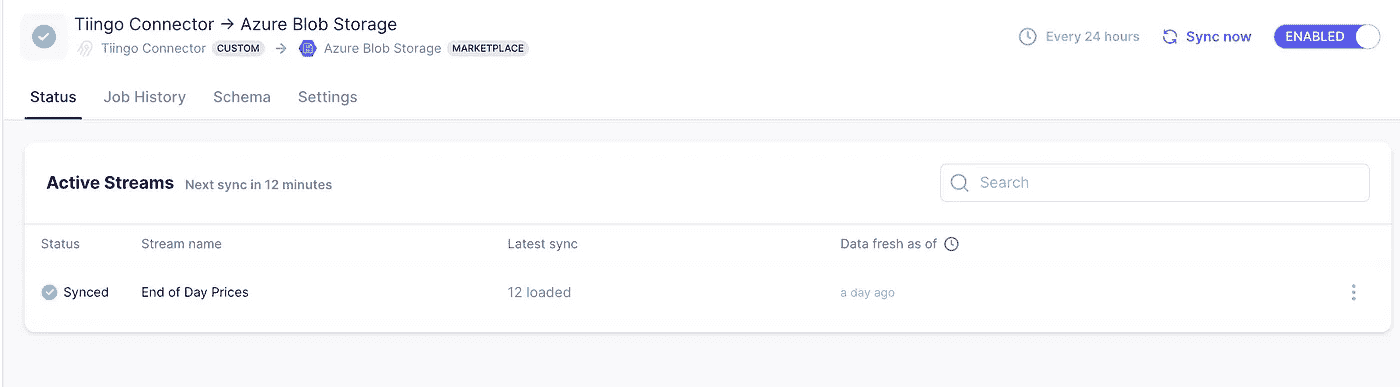 Tiingo Connector → Azure Blob Storage
Tiingo Connector CUSTOM → Azure Blob Storage MARKETPLACE
Every 24 hours Sync now ENABLED
Status Job History Schema Settings
Active Streams Next sync in 12 minutes Search
Status Stream name Latest sync Data fresh as of
Synced End of Day Prices 12 loaded a day ago